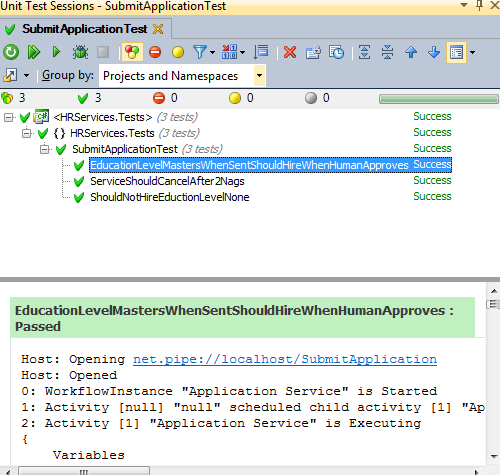 Unit Test Sessions - SubmitApplicationTest
SubmitApplicationTest
Group by: Projects and Namespaces
3 3 0 0 0
<HRServices.Tests> (3 tests) Success
{} HRServices.Tests (3 tests) Success
SubmitApplicationTest (3 tests) Success
EducationLevelMastersWhenSentShouldHireWhenHumanApproves Success
ServiceShouldCancelAfter2Nags Success
ShouldNotHireEductionLevelNone Success
EducationLevelMastersWhenSentShouldHireWhenHumanApproves :
Passed
Host: Opening net.pipe://localhost/SubmitApplication
Host: Opened
0: WorkflowInstance "Application Service" is Started
1: Activity [null] "null" scheduled child activity [1] "Ap
2: Activity [1] "Application Service" is Executing
{
Variables